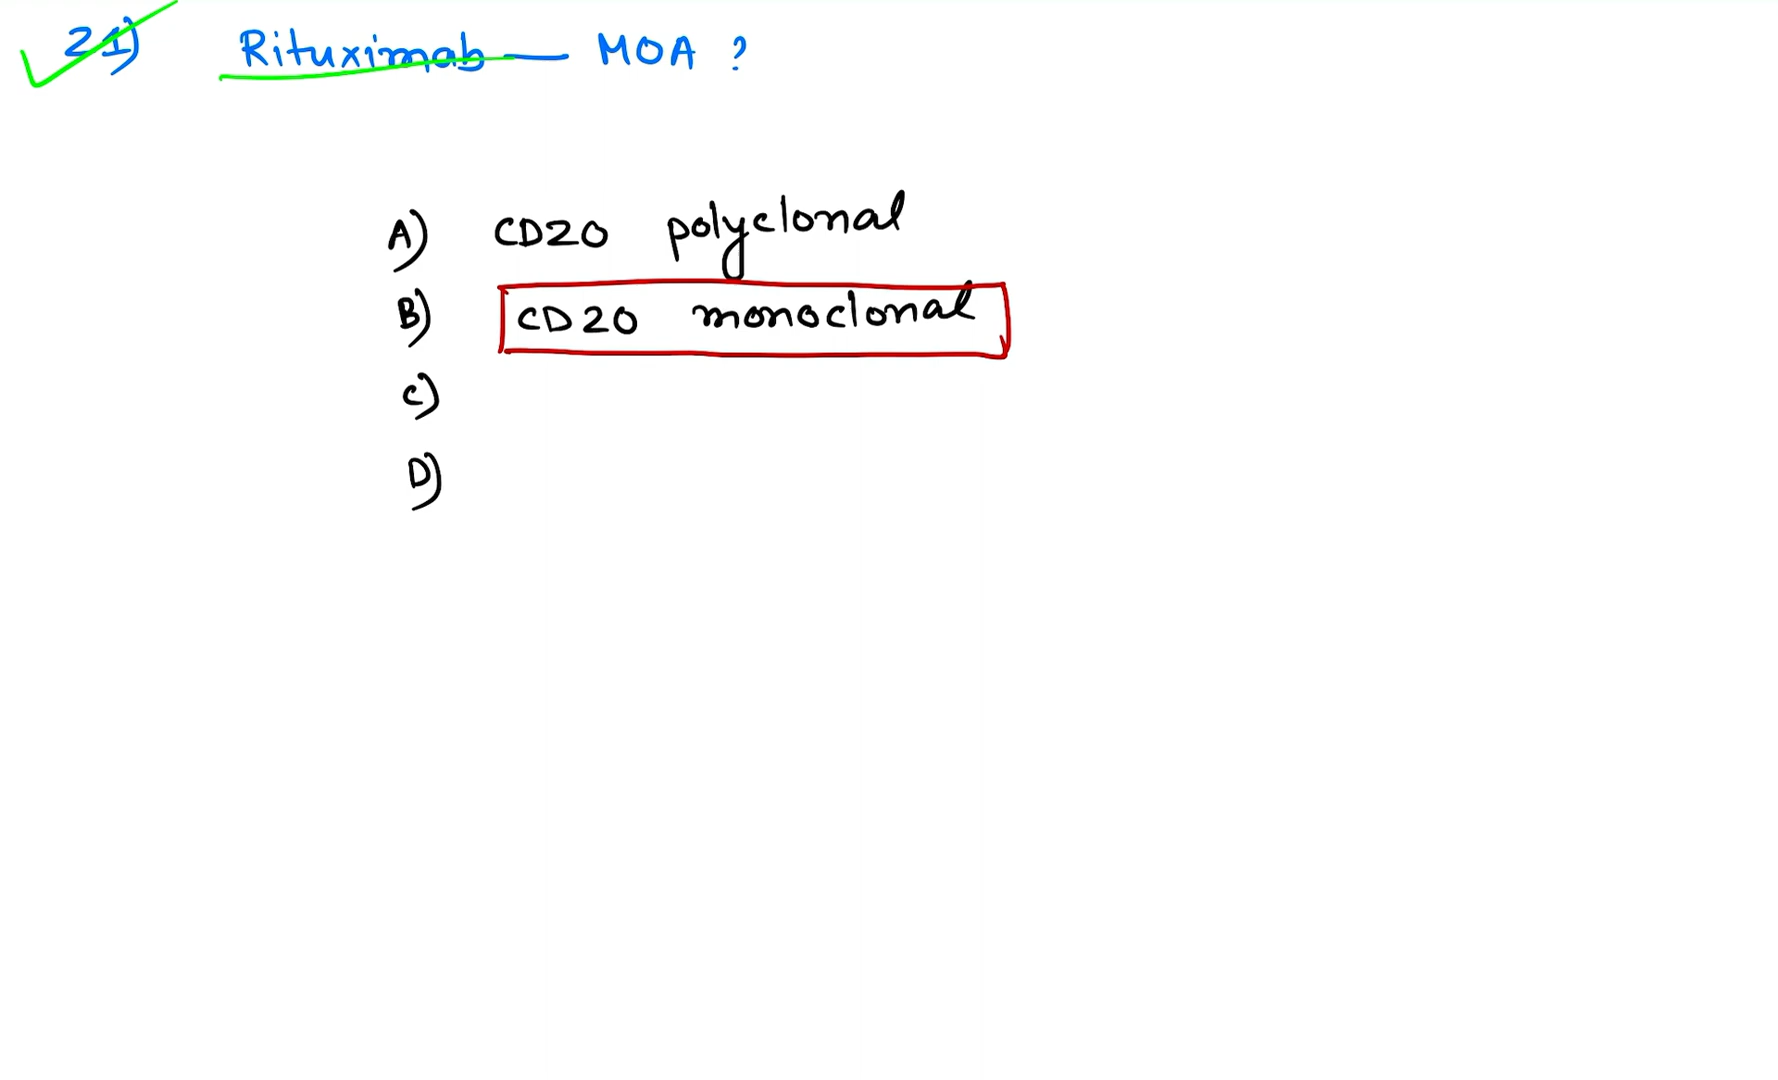 21) Rituximab — MOA ?
A) CD20 polyclonal
B) CD20 monoclonal
C)
D)